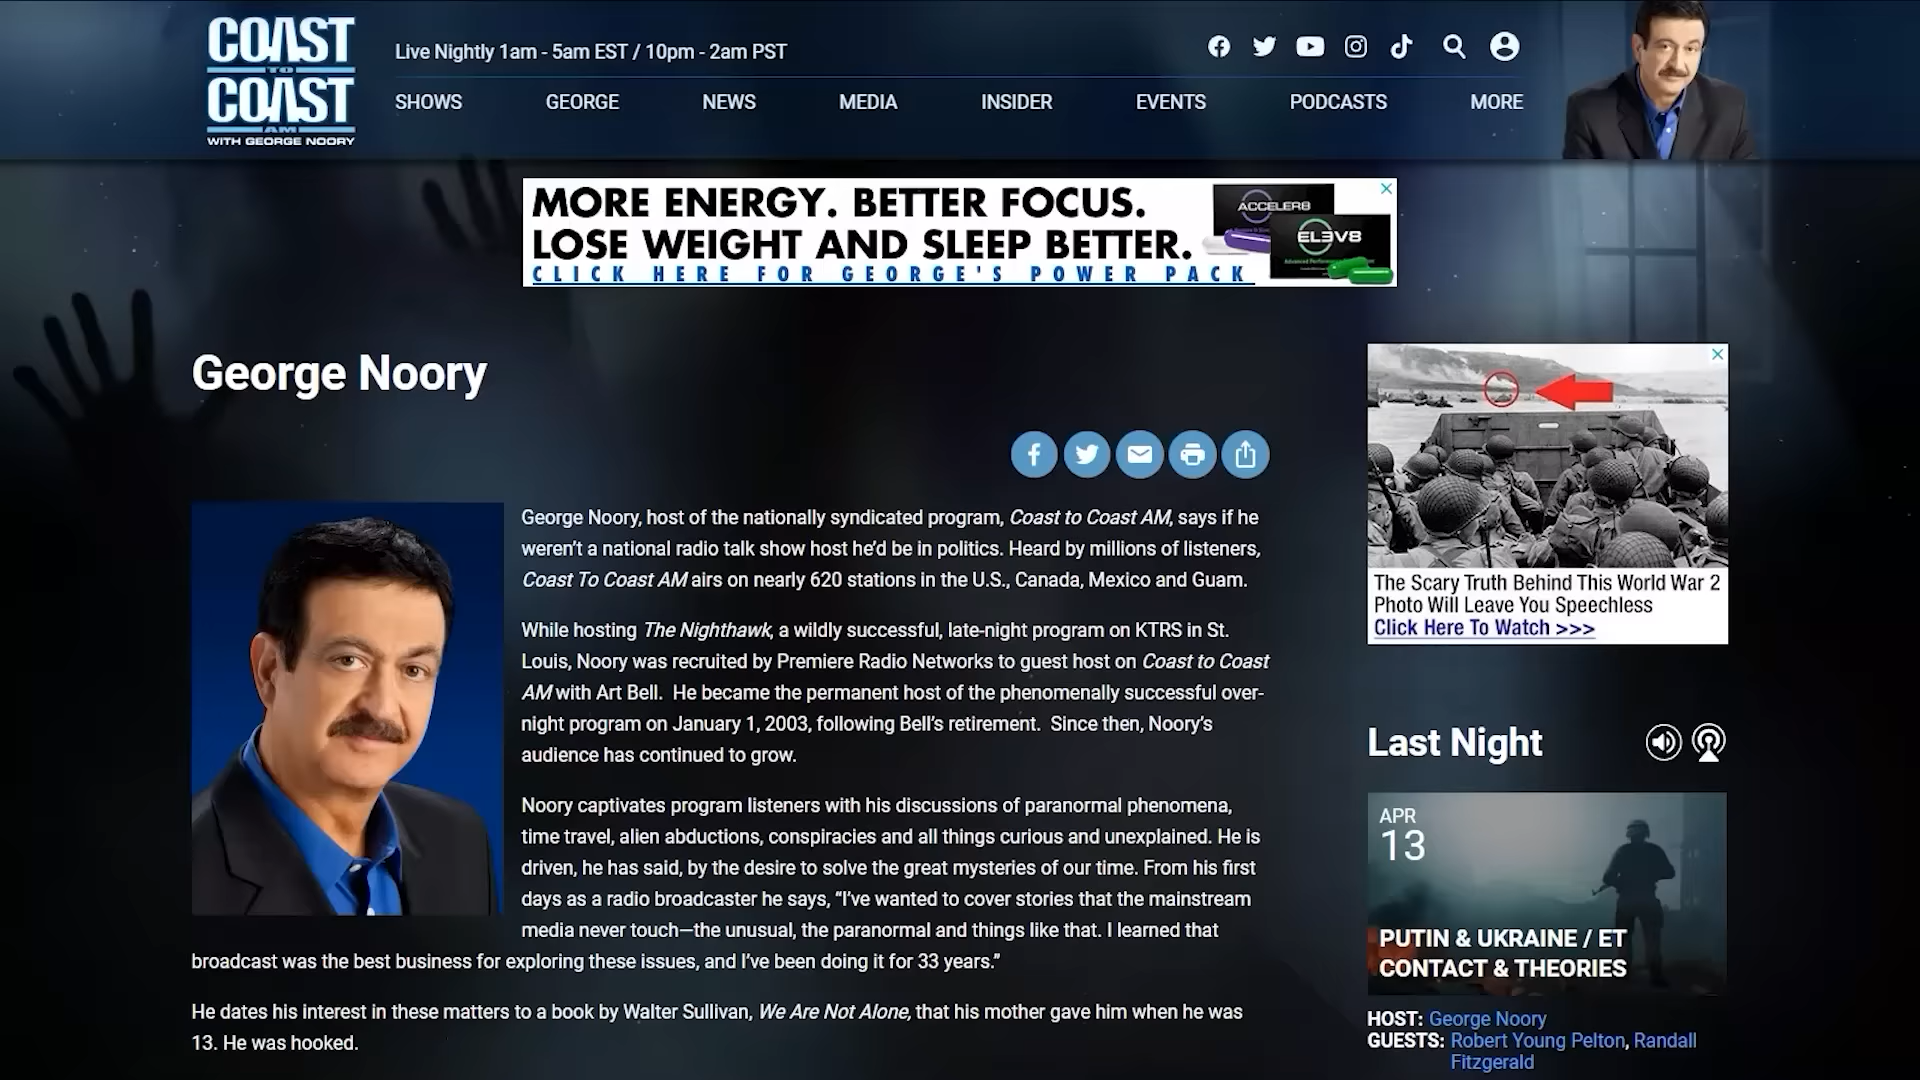 COAST
TO
COAST
AM
WITH GEORGE NOORY
Live Nightly 1am - 5am EST / 10pm - 2am PST
SHOWS GEORGE NEWS MEDIA INSIDER EVENTS PODCASTS MORE
MORE ENERGY. BETTER FOCUS.
LOSE WEIGHT AND SLEEP BETTER.
CLICK HERE FOR GEORGE'S POWER PACK
ACCELER8
ELEV8
George Noory
George Noory, host of the nationally syndicated program, Coast to Coast AM, says if he
weren't a national radio talk show host he'd be in politics. Heard by millions of listeners,
Coast To Coast AM airs on nearly 620 stations in the U.S., Canada, Mexico and Guam.
While hosting The Nighthawk, a wildly successful, late-night program on KTRS in St.
Louis, Noory was recruited by Premiere Radio Networks to guest host on Coast to Coast
AM with Art Bell.  He became the permanent host of the phenomenally successful over-
night program on January 1, 2003, following Bell's retirement.  Since then, Noory's
audience has continued to grow.
Noory captivates program listeners with his discussions of paranormal phenomena,
time travel, alien abductions, conspiracies and all things curious and unexplained. He is
driven, he has said, by the desire to solve the great mysteries of our time. From his first
days as a radio broadcaster he says, “I've wanted to cover stories that the mainstream
media never touch—the unusual, the paranormal and things like that. I learned that
broadcast was the best business for exploring these issues, and I've been doing it for 33 years.”
He dates his interest in these matters to a book by Walter Sullivan, We Are Not Alone, that his mother gave him when he was
13. He was hooked.
The Scary Truth Behind This World War 2
Photo Will Leave You Speechless
Click Here To Watch >>>
Last Night
APR
13
PUTIN & UKRAINE / ET
CONTACT & THEORIES
HOST: George Noory
GUESTS: Robert Young Pelton, Randall
Fitzgerald